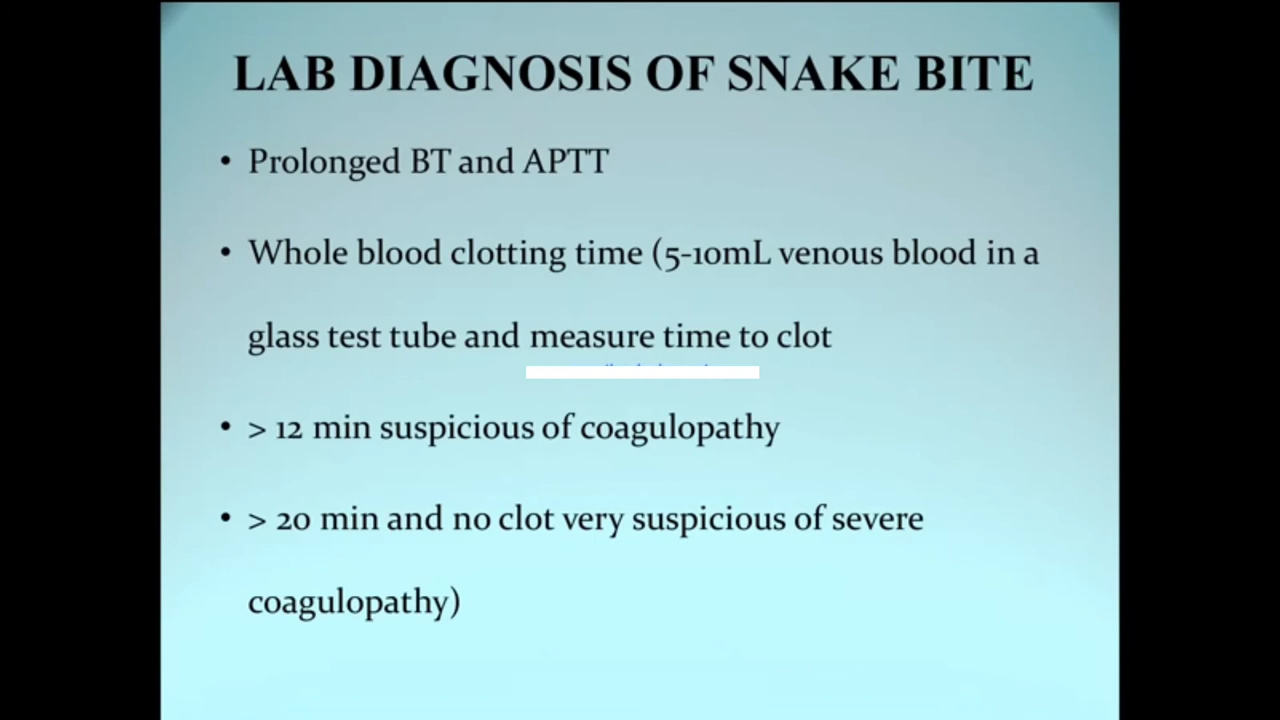 LAB DIAGNOSIS OF SNAKE BITE
• Prolonged BT and APTT
• Whole blood clotting time (5-10mL venous blood in a
glass test tube and measure time to clot
• > 12 min suspicious of coagulopathy
• > 20 min and no clot very suspicious of severe
coagulopathy)